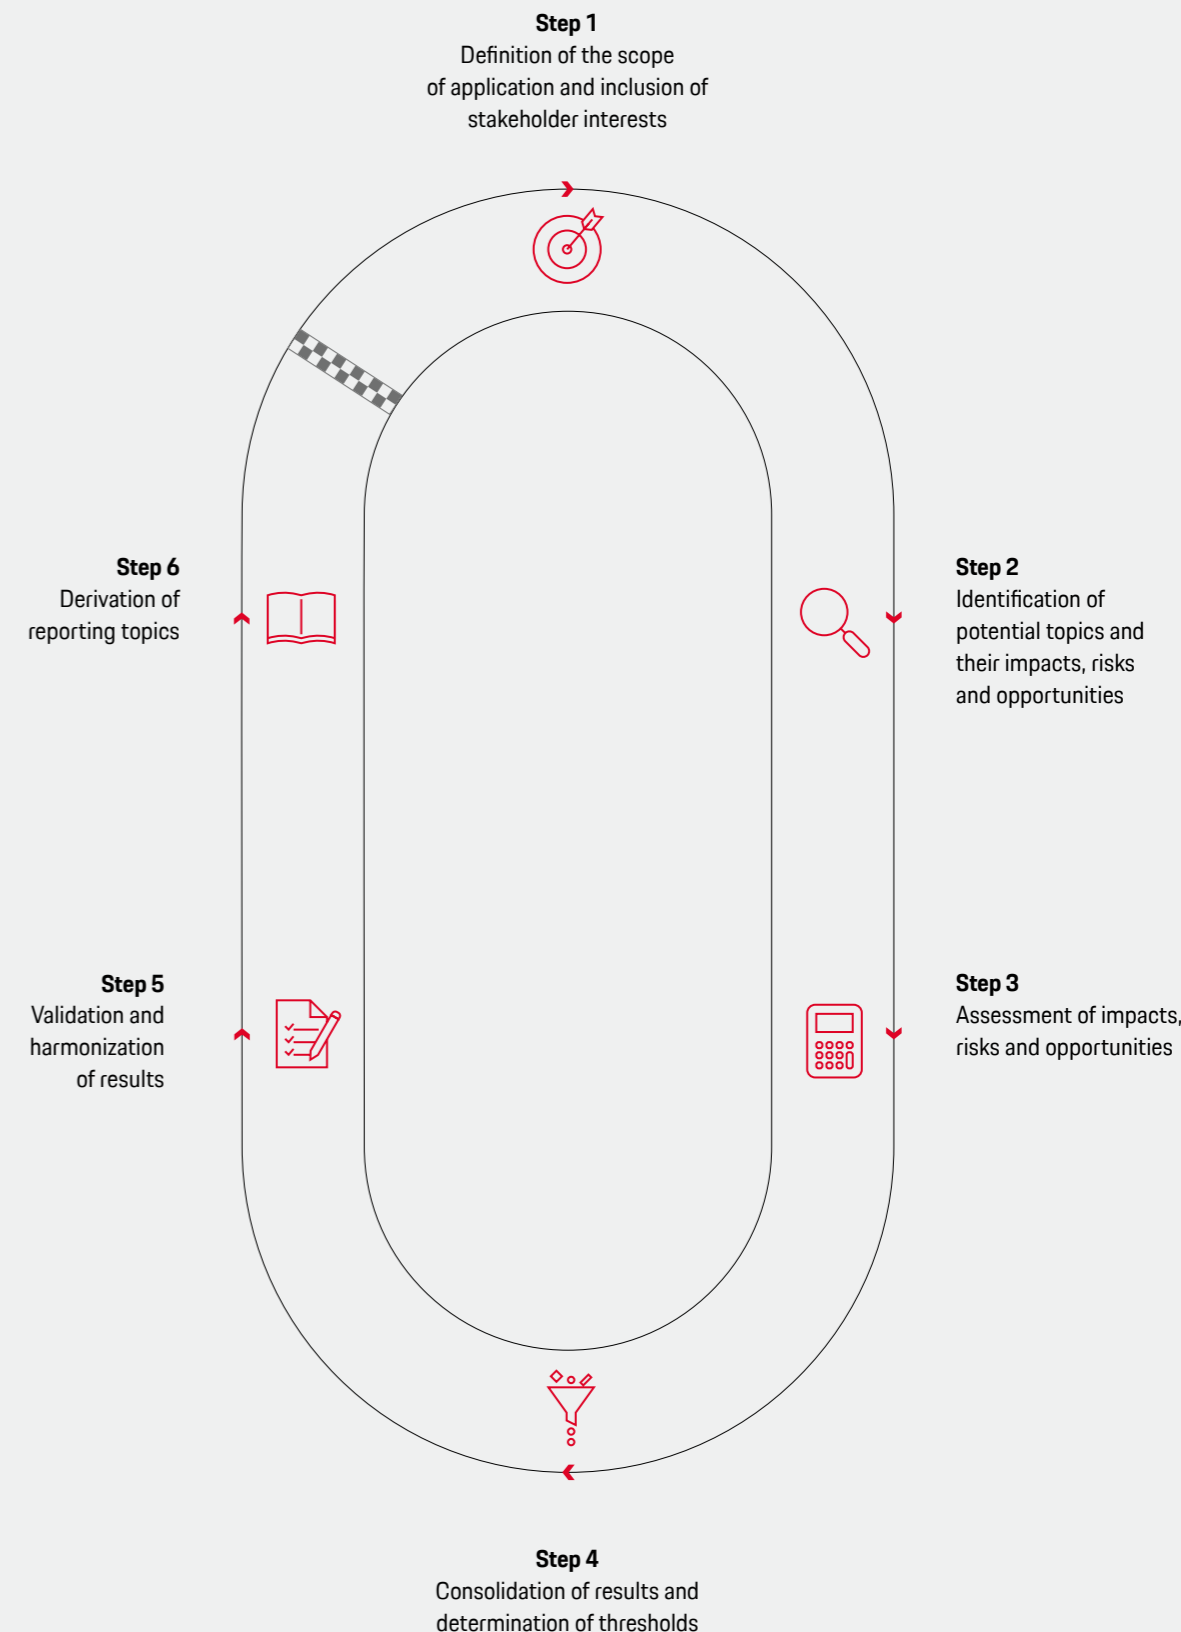 Step 1
Definition of the scope
of application and inclusion of
stakeholder interests
Step 2
Identification of
potential topics and
their impacts, risks
and opportunities
Step 3
Assessment of impacts,
risks and opportunities
Step 4
Consolidation of results and
determination of thresholds
Step 5
Validation and
harmonization
of results
Step 6
Derivation of
reporting topics